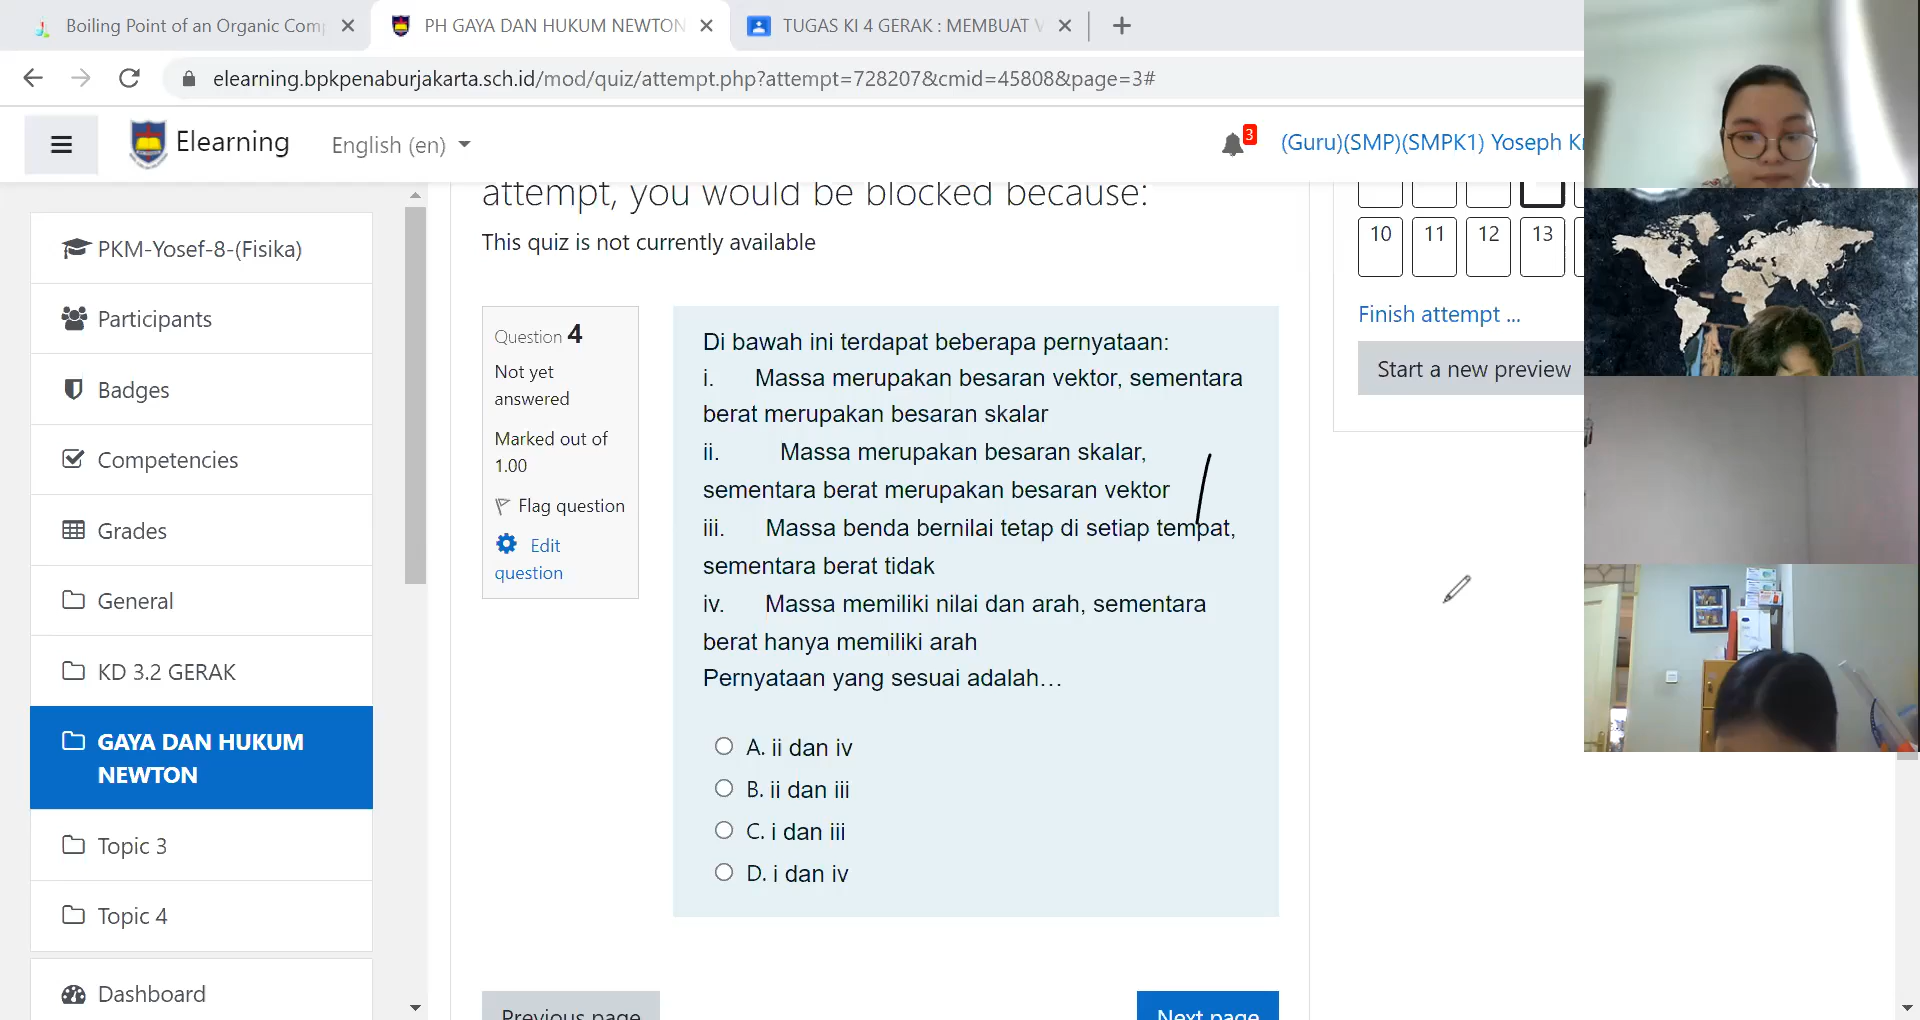 Boiling Point of an Organic Com
PH GAYA DAN HUKUM NEWTON
TUGAS KI 4 GERAK : MEMBUAT V
elearning.bpkpenaburjakarta.sch.id/mod/quiz/attempt.php?attempt=728207&cmid=45808&page=3#
Elearning
English (en)
3
(Guru)(SMP)(SMPK1) Yoseph K
PKM-Yosef-8-(Fisika)
Participants
Badges
Competencies
Grades
General
KD 3.2 GERAK
GAYA DAN HUKUM
NEWTON
Topic 3
Topic 4
Dashboard
attempt, you would be blocked because:
This quiz is not currently available
Question 4
Not yet
answered
Marked out of
1.00
Flag question
Edit
question
Di bawah ini terdapat beberapa pernyataan:
i. Massa merupakan besaran vektor, sementara
berat merupakan besaran skalar
ii. Massa merupakan besaran skalar,
sementara berat merupakan besaran vektor
iii. Massa benda bernilai tetap di setiap tempat,
sementara berat tidak
iv. Massa memiliki nilai dan arah, sementara
berat hanya memiliki arah
Pernyataan yang sesuai adalah...
A. ii dan iv
B. ii dan iii
C. i dan iii
D. i dan iv
Previous page
Next page
10 11 12 13
Finish attempt ...
Start a new preview